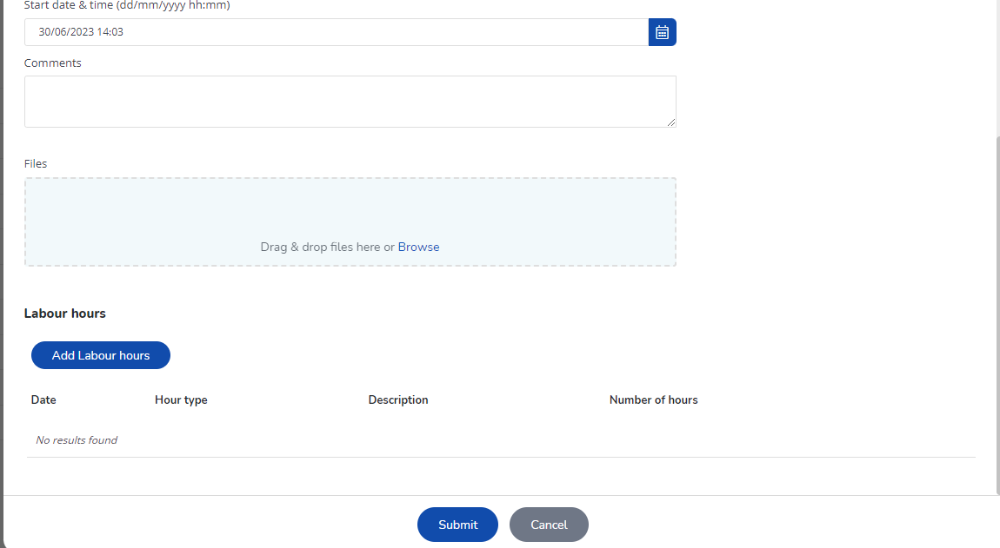 Start date & time (dd/mm/yyyy hh:mm)
30/06/2023 14:03
Comments
Files
Drag & drop files here or Browse
Labour hours
Add Labour hours
Date Hour type Description Number of hours
No results found
Submit Cancel